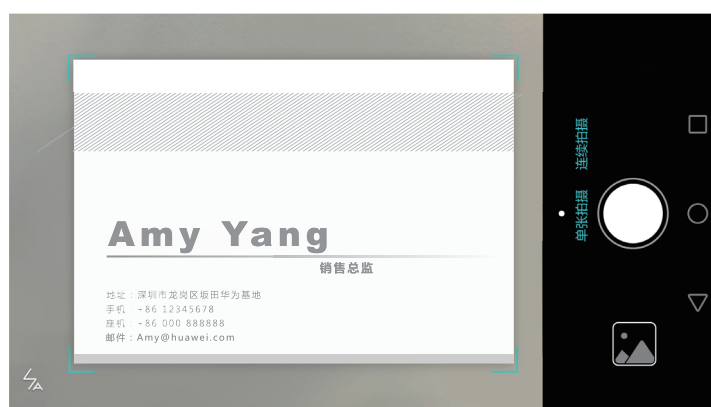 Amy Yang
销售总监
地址：深圳市龙岗区坂田华为基地
手机：+86 12345678
座机：+86 000 888888
邮件：Amy@huawei.com
连续拍摄
单张拍摄